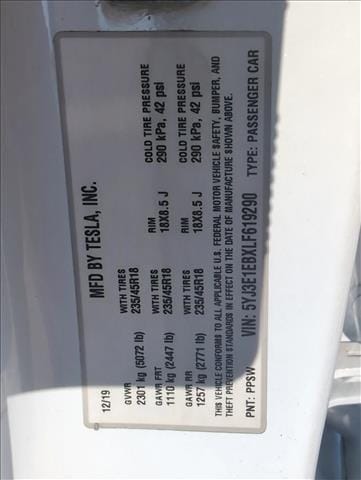 MFD BY TESLA, INC.
12/19
GVWR WITH TIRES RIM COLD TIRE PRESSURE
2301 kg (5072 lb) 235/45R18 18X8.5 J 290 kPa, 42 psi
GAWR FRT WITH TIRES RIM COLD TIRE PRESSURE
1110 kg (2447 lb) 235/45R18 18X8.5 J 290 kPa, 42 psi
GAWR RR
1257 kg (2771 lb) 235/45R18
THIS VEHICLE CONFORMS TO ALL APPLICABLE U.S. FEDERAL MOTOR VEHICLE SAFETY, BUMPER, AND
THEFT PREVENTION STANDARDS IN EFFECT ON THE DATE OF MANUFACTURE SHOWN ABOVE.
VIN: 5YJ3E1EBXLF619290
PNT: PPSW TYPE: PASSENGER CAR